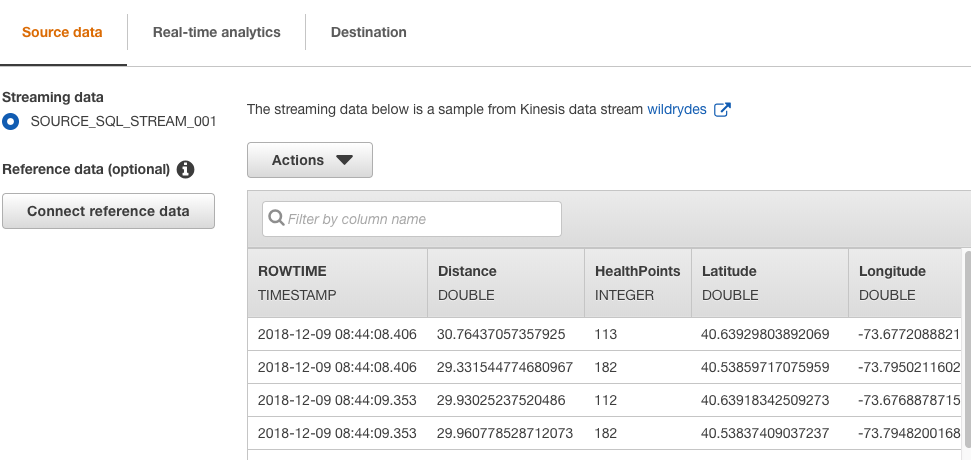 Source data
Real-time analytics
Destination
Streaming data
SOURCE_SQL_STREAM_001
Reference data (optional)
Connect reference data
The streaming data below is a sample from Kinesis data stream wildrydes
Actions
Filter by column name
ROWTIME Distance HealthPoints Latitude Longitude
TIMESTAMP DOUBLE INTEGER DOUBLE DOUBLE
2018-12-09 08:44:08.406 30.76437057357925 113 40.63929803892069 -73.6772088821
2018-12-09 08:44:08.406 29.331544774680967 182 40.53859717075959 -73.7950211602
2018-12-09 08:44:09.353 29.93025237520486 112 40.63918342509273 -73.6768878715
2018-12-09 08:44:09.353 29.960778528712073 182 40.53837409037237 -73.7948200168